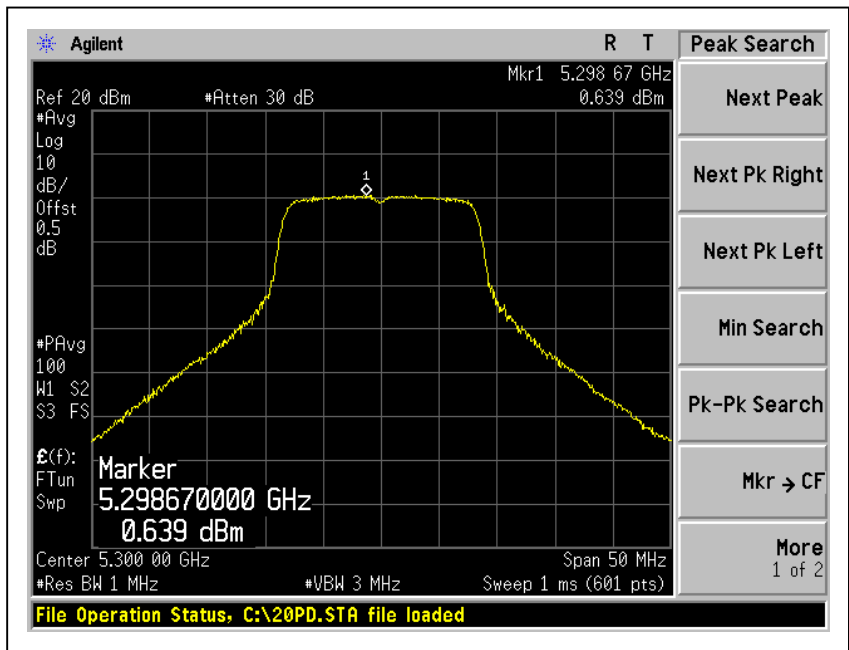 Agilent R T Peak Search
Mkr1 5.298 67 GHz
Ref 20 dBm #Atten 30 dB 0.639 dBm
#Avg
Log
10
dB/
Offst
0.5
dB
1
#PAvg
100
W1 S2
S3 FS
£(f):
FTun
Swp
Marker
5.298670000 GHz
0.639 dBm
Center 5.300 00 GHz Span 50 MHz
#Res BW 1 MHz #VBW 3 MHz Sweep 1 ms (601 pts)
File Operation Status, C:\20PD.STA file loaded
Next Peak
Next Pk Right
Next Pk Left
Min Search
Pk-Pk Search
Mkr → CF
More
1 of 2